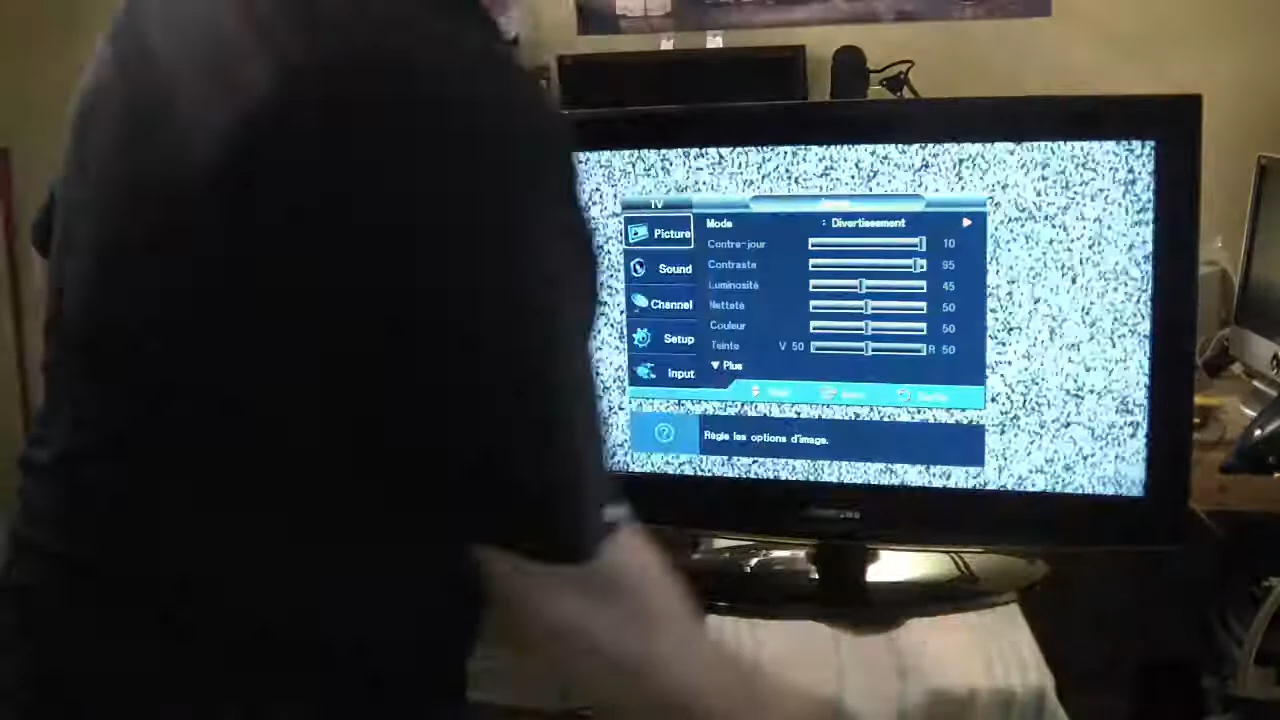 TV
Picture
Sound
Channel
Setup
Input
Mode : Divertissement
Contre-jour 10
Contraste 95
Luminosité 45
Netteté 50
Couleur 50
Teinte V 50 R 50
▼ Plus
Règle les options d'image.